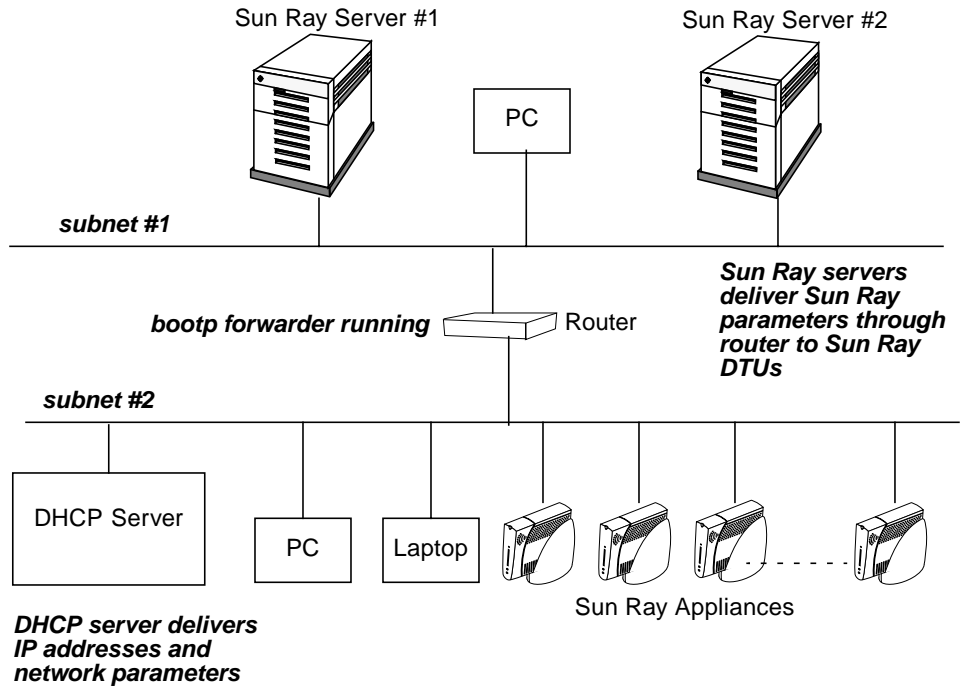 Sun Ray Server #1
Sun Ray Server #2
PC
subnet #1
Sun Ray servers
deliver Sun Ray
parameters through
router to Sun Ray
DTUs
bootp forwarder running
Router
subnet #2
DHCP Server
PC
Laptop
Sun Ray Appliances
DHCP server delivers
IP addresses and
network parameters